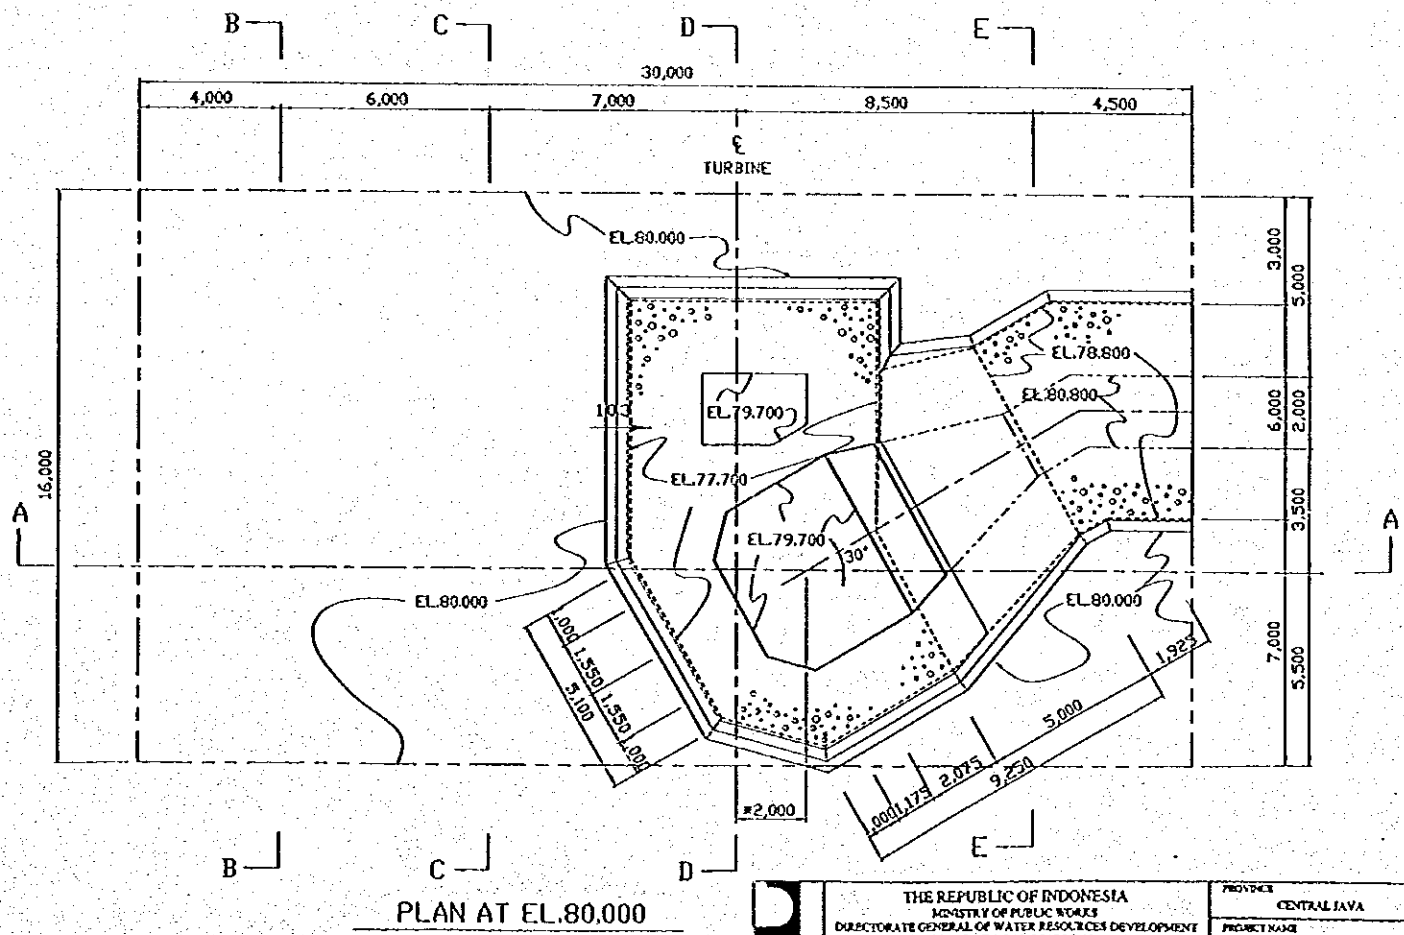 B
C
D
E
30,000
4,000
6,000
7,000
8,500
4,500
℄
TURBINE
EL.80.000
3,000
5,000
EL.78.800
EL.80.800
EL.79.700
103
6,000
2,000
EL.77.700
16,000
A
3,500
A
EL.79.700
30°
EL.80.000
EL.80.000
,000
1,550
1,550
,000
5,100
1,925
7,000
5,500
5,000
2,075
9,250
,000
1,175
*2,000
B
C
D
E
PLAN AT EL.80,000
THE REPUBLIC OF INDONESIA
MINISTRY OF PUBLIC WORKS
DIRECTORATE GENERAL OF WATER RESOURCES DEVELOPMENT
PROVINCE
CENTRAL JAVA
PROJECT NAME